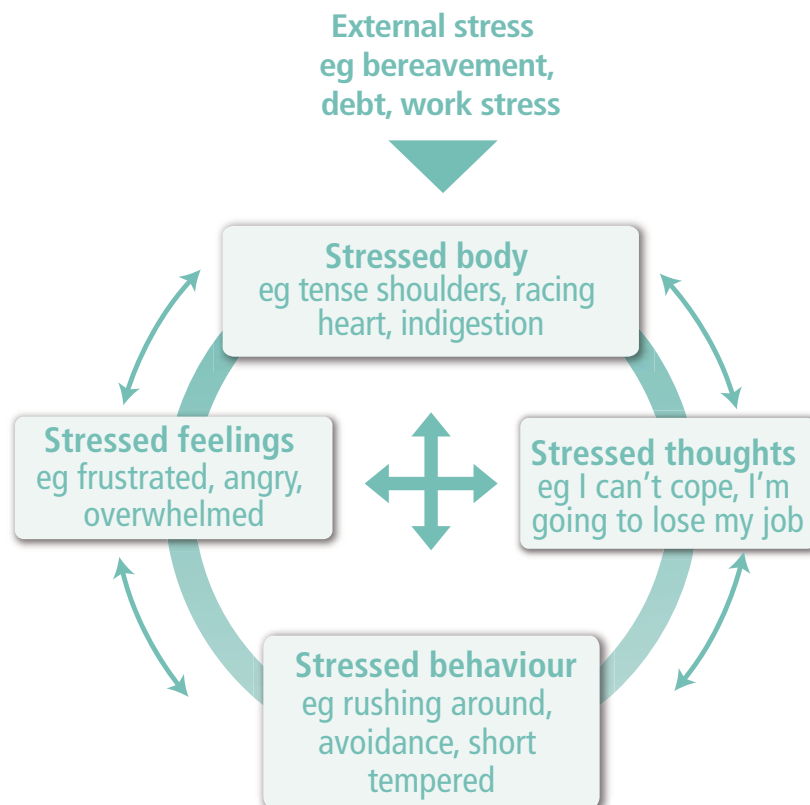 External stress
eg bereavement,
debt, work stress
Stressed body
eg tense shoulders, racing
heart, indigestion
Stressed feelings
eg frustrated, angry,
overwhelmed
Stressed thoughts
eg I can't cope, I'm
going to lose my job
Stressed behaviour
eg rushing around,
avoidance, short
tempered